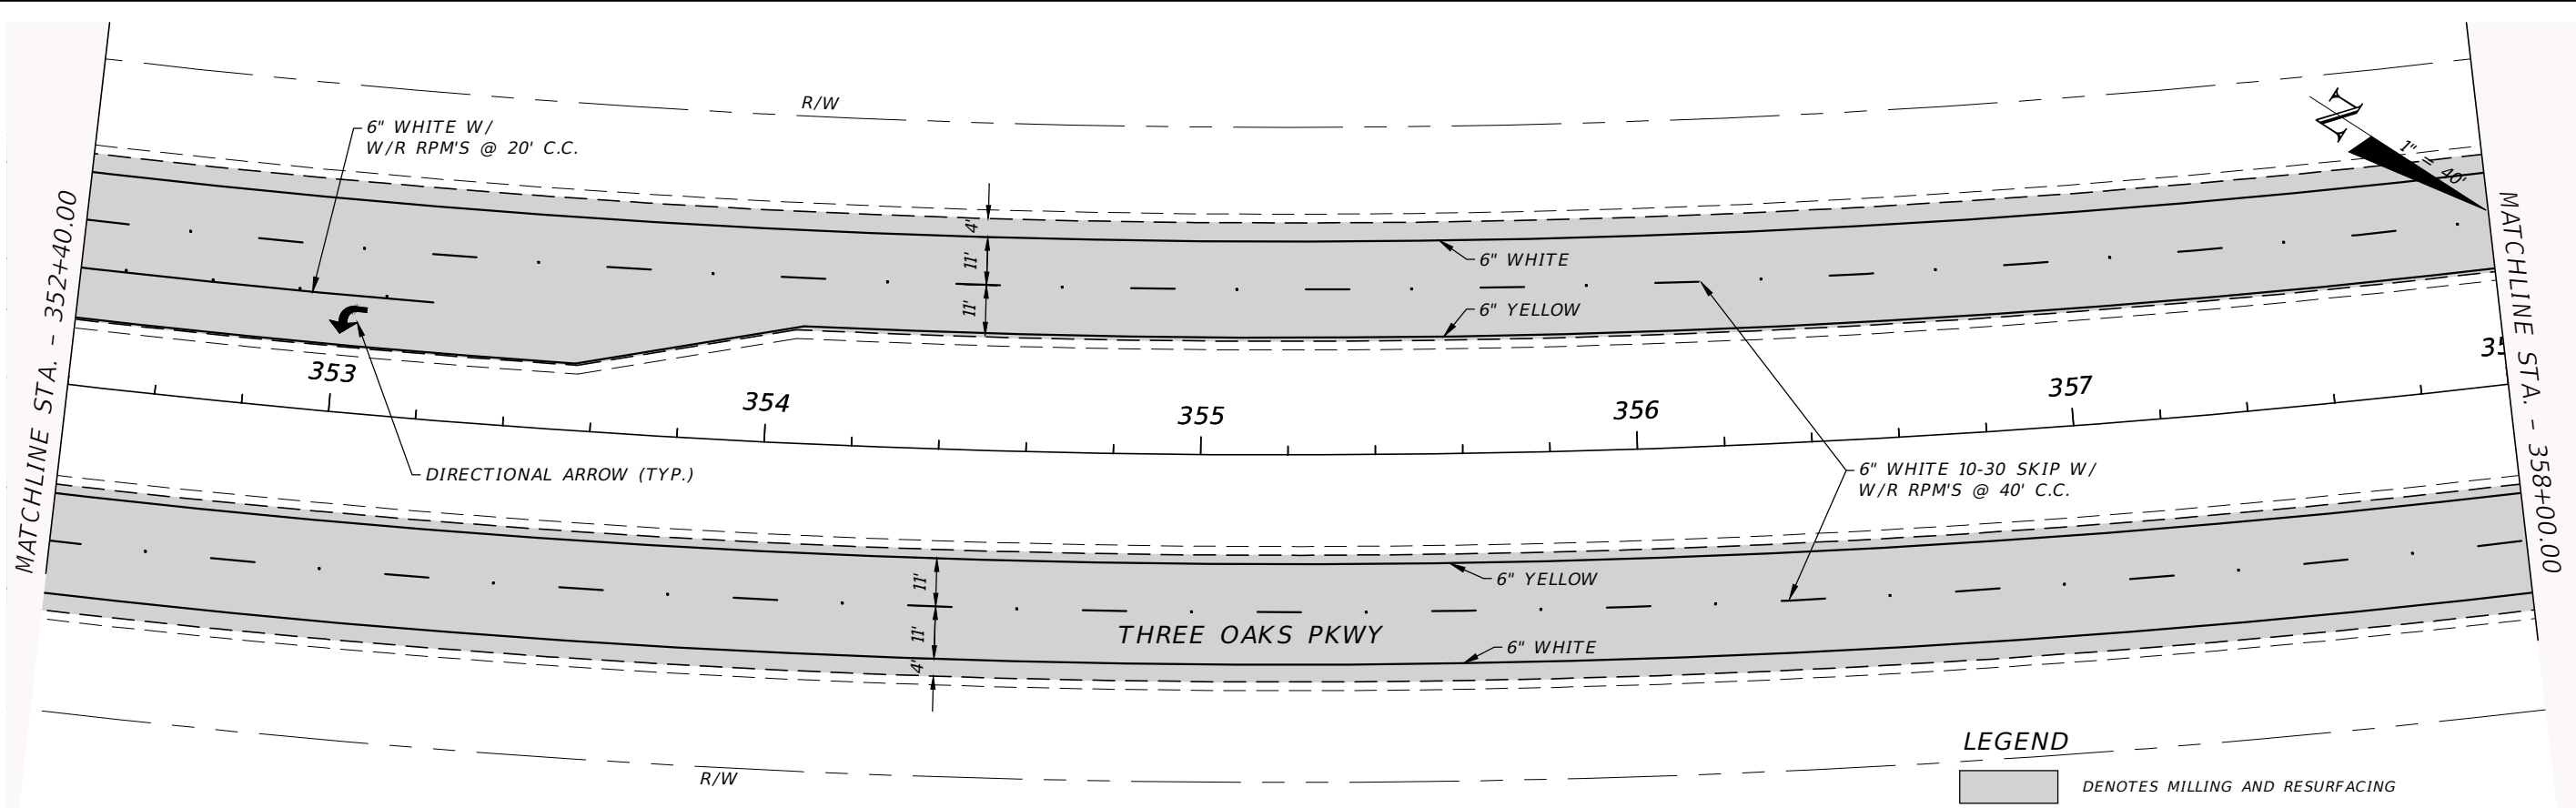 R/W
6" WHITE W/
W/R RPM'S @ 20' C.C.
N
1" = 40'
MATCHLINE STA. - 352+40.00
MATCHLINE STA. - 358+00.00
4'
11'
11'
6" WHITE
6" YELLOW
353
354
355
356
357
35
DIRECTIONAL ARROW (TYP.)
6" WHITE 10-30 SKIP W/
W/R RPM'S @ 40' C.C.
11'
11'
4'
6" YELLOW
THREE OAKS PKWY
6" WHITE
R/W
LEGEND
DENOTES MILLING AND RESURFACING